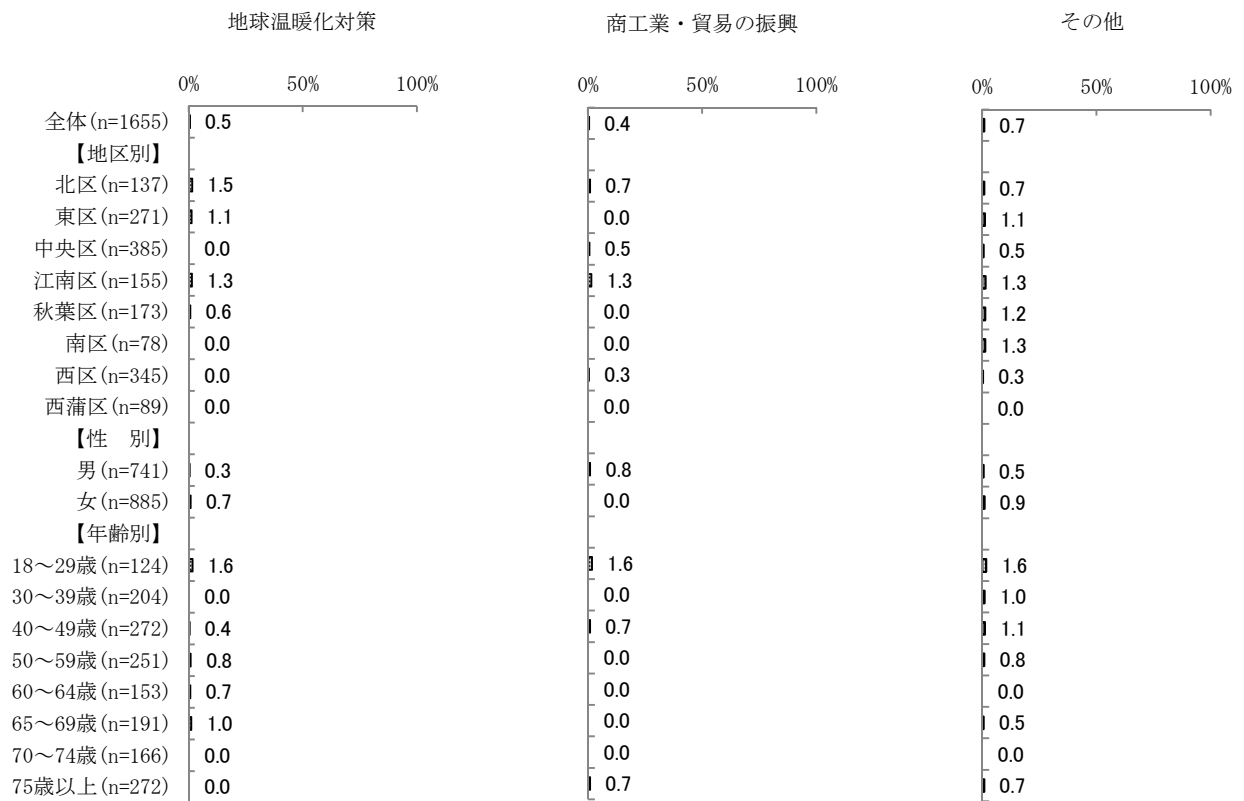 地球温暖化対策 商工業・貿易の振興 その他
0% 50% 100% 0% 50% 100% 0% 50% 100%
全体(n=1655) 0.5 0.4 0.7
【地区別】
北区(n=137) 1.5 0.7 0.7
東区(n=271) 1.1 0.0 1.1
中央区(n=385) 0.0 0.5 0.5
江南区(n=155) 1.3 1.3 1.3
秋葉区(n=173) 0.6 0.0 1.2
南区(n=78) 0.0 0.0 1.3
西区(n=345) 0.0 0.3 0.3
西蒲区(n=89) 0.0 0.0 0.0
【性　別】
男(n=741) 0.3 0.8 0.5
女(n=885) 0.7 0.0 0.9
【年齢別】
18～29歳(n=124) 1.6 1.6 1.6
30～39歳(n=204) 0.0 0.0 1.0
40～49歳(n=272) 0.4 0.7 1.1
50～59歳(n=251) 0.8 0.0 0.8
60～64歳(n=153) 0.7 0.0 0.0
65～69歳(n=191) 1.0 0.0 0.5
70～74歳(n=166) 0.0 0.0 0.0
75歳以上(n=272) 0.0 0.7 0.7